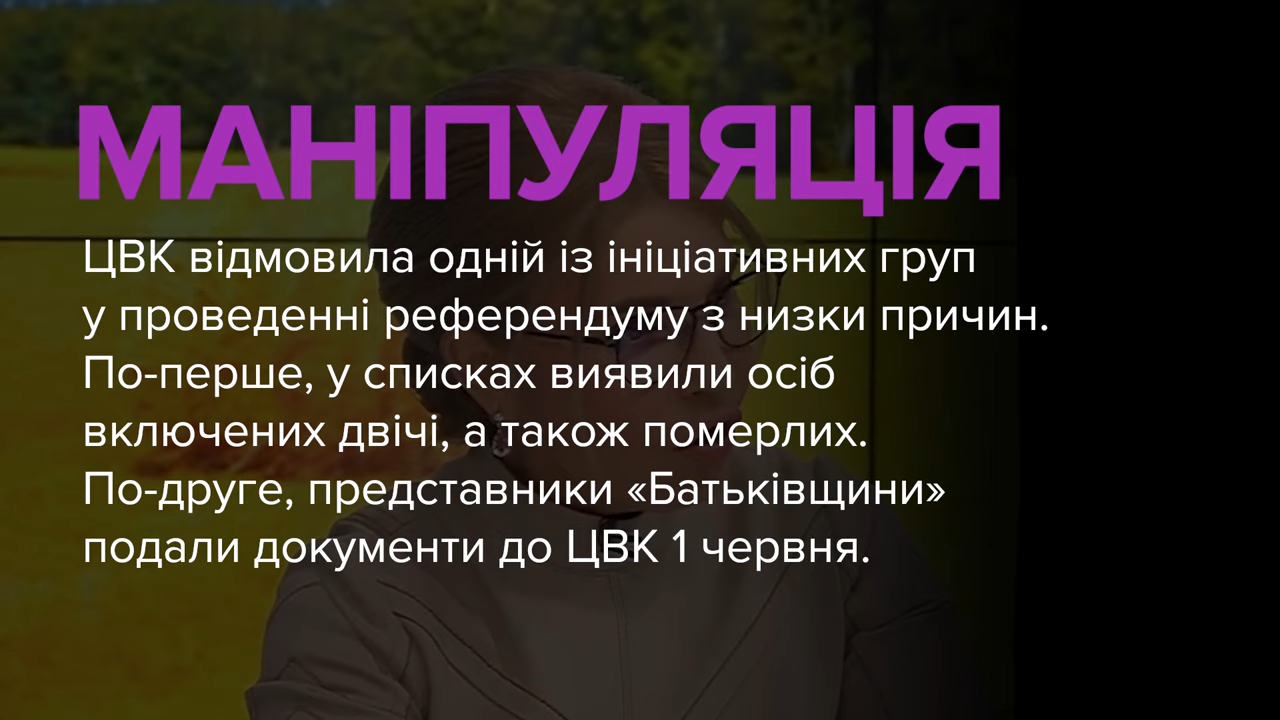 МАНІПУЛЯЦІЯ
ЦВК відмовила одній із ініціативних груп
у проведенні референдуму з низки причин.
По-перше, у списках виявили осіб
включених двічі, а також померлих.
По-друге, представники «Батьківщини»
подали документи до ЦВК 1 червня.